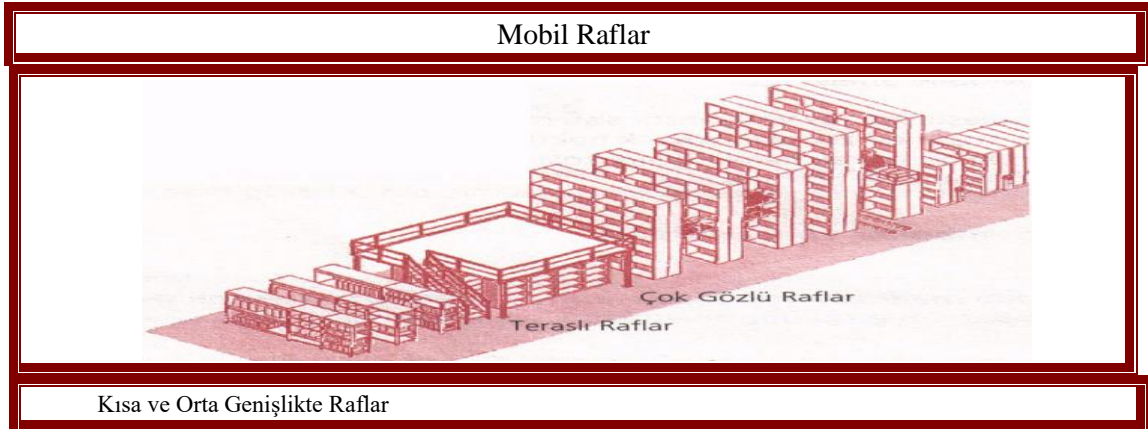 Mobil Raflar
Çok Gözlü Raflar
Teraslı Raflar
Kısa ve Orta Genişlikte Raflar